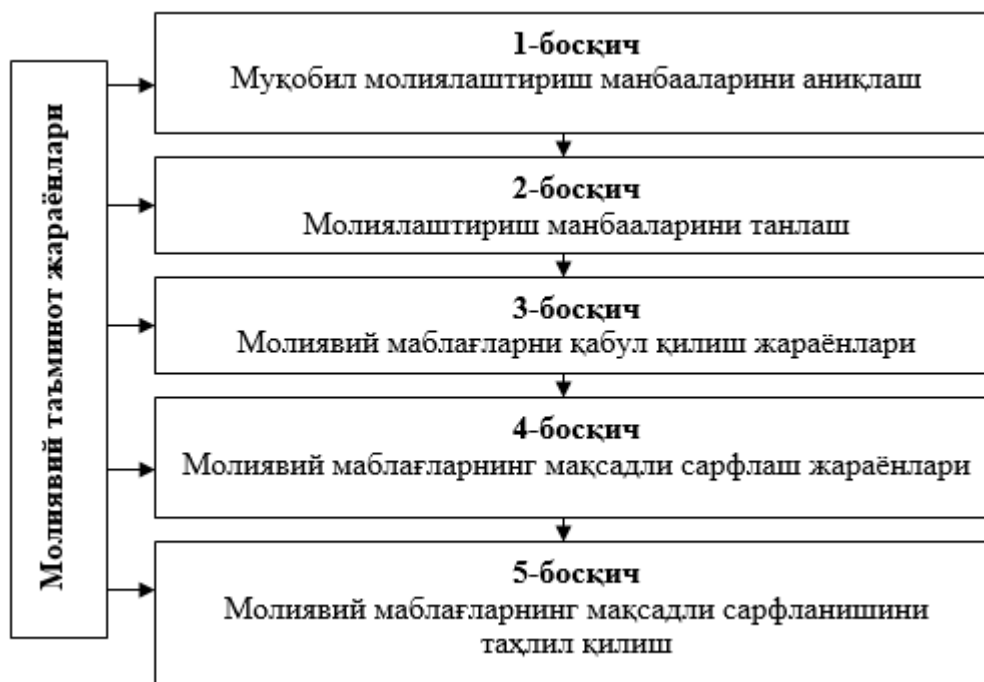 Молиявий таъминот жараёнлари
1-босқич
Муқобил молиялаштириш манбааларини аниқлаш
2-босқич
Молиялаштириш манбааларини танлаш
3-босқич
Молиявий маблағларни қабул қилиш жараёнлари
4-босқич
Молиявий маблағларнинг мақсадли сарфлаш жараёнлари
5-босқич
Молиявий маблағларнинг мақсадли сарфланишини
таҳлил қилиш